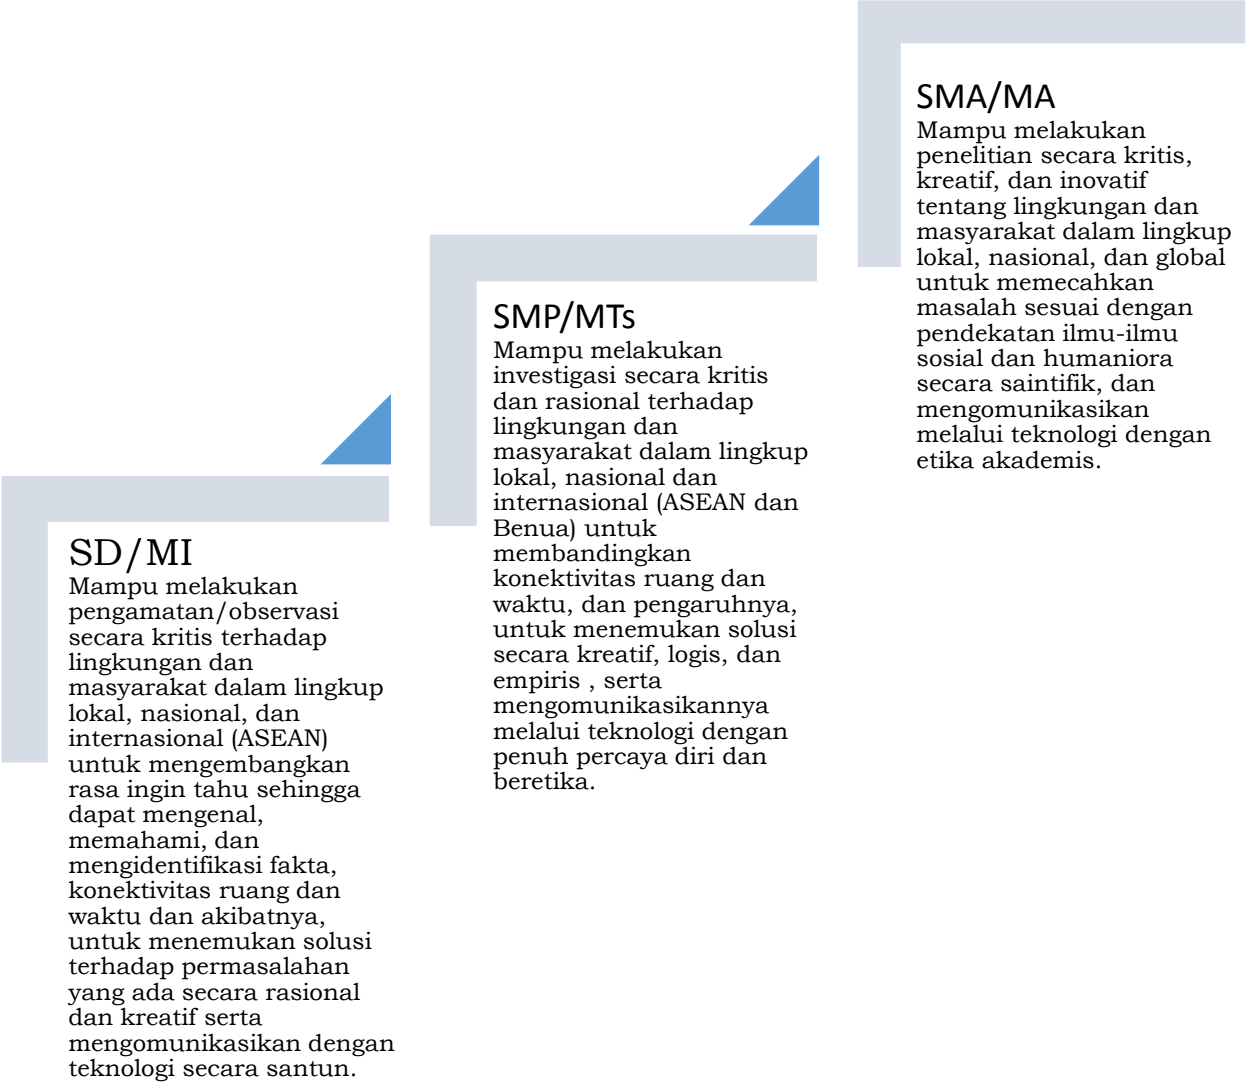 SD/MI
Mampu melakukan
pengamatan/observasi
secara kritis terhadap
lingkungan dan
masyarakat dalam lingkup
lokal, nasional, dan
internasional (ASEAN)
untuk mengembangkan
rasa ingin tahu sehingga
dapat mengenal,
memahami, dan
mengidentifikasi fakta,
konektivitas ruang dan
waktu dan akibatnya,
untuk menemukan solusi
terhadap permasalahan
yang ada secara rasional
dan kreatif serta
mengomunikasikan dengan
teknologi secara santun.
SMP/MTs
Mampu melakukan
investigasi secara kritis
dan rasional terhadap
lingkungan dan
masyarakat dalam lingkup
lokal, nasional dan
internasional (ASEAN dan
Benua) untuk
membandingkan
konektivitas ruang dan
waktu, dan pengaruhnya,
untuk menemukan solusi
secara kreatif, logis, dan
empiris , serta
mengomunikasikannya
melalui teknologi dengan
penuh percaya diri dan
beretika.
SMA/MA
Mampu melakukan
penelitian secara kritis,
kreatif, dan inovatif
tentang lingkungan dan
masyarakat dalam lingkup
lokal, nasional, dan global
untuk memecahkan
masalah sesuai dengan
pendekatan ilmu-ilmu
sosial dan humaniora
secara saintifik, dan
mengomunikasikan
melalui teknologi dengan
etika akademis.